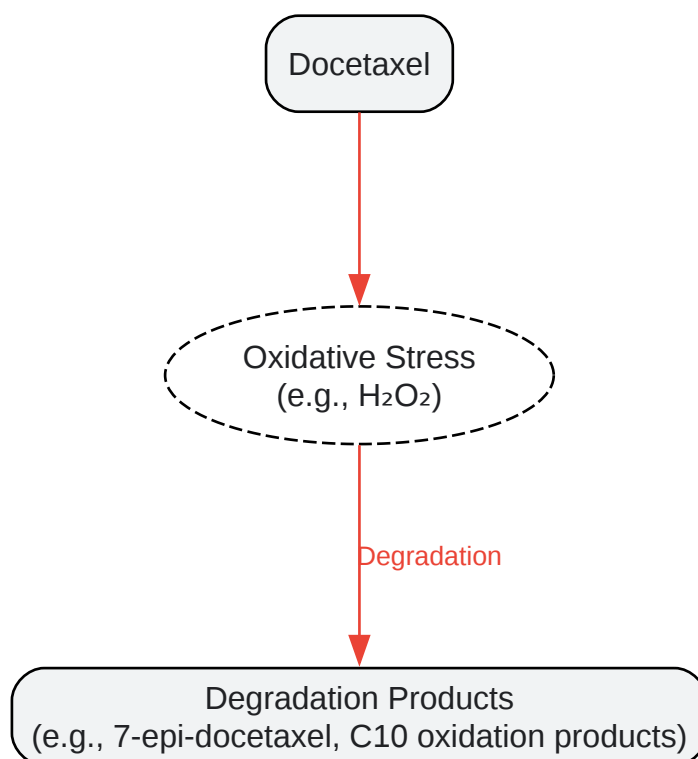 Docetaxel
Oxidative Stress
(e.g., H₂O₂)
Degradation
Degradation Products
(e.g., 7-epi-docetaxel, C10 oxidation products)